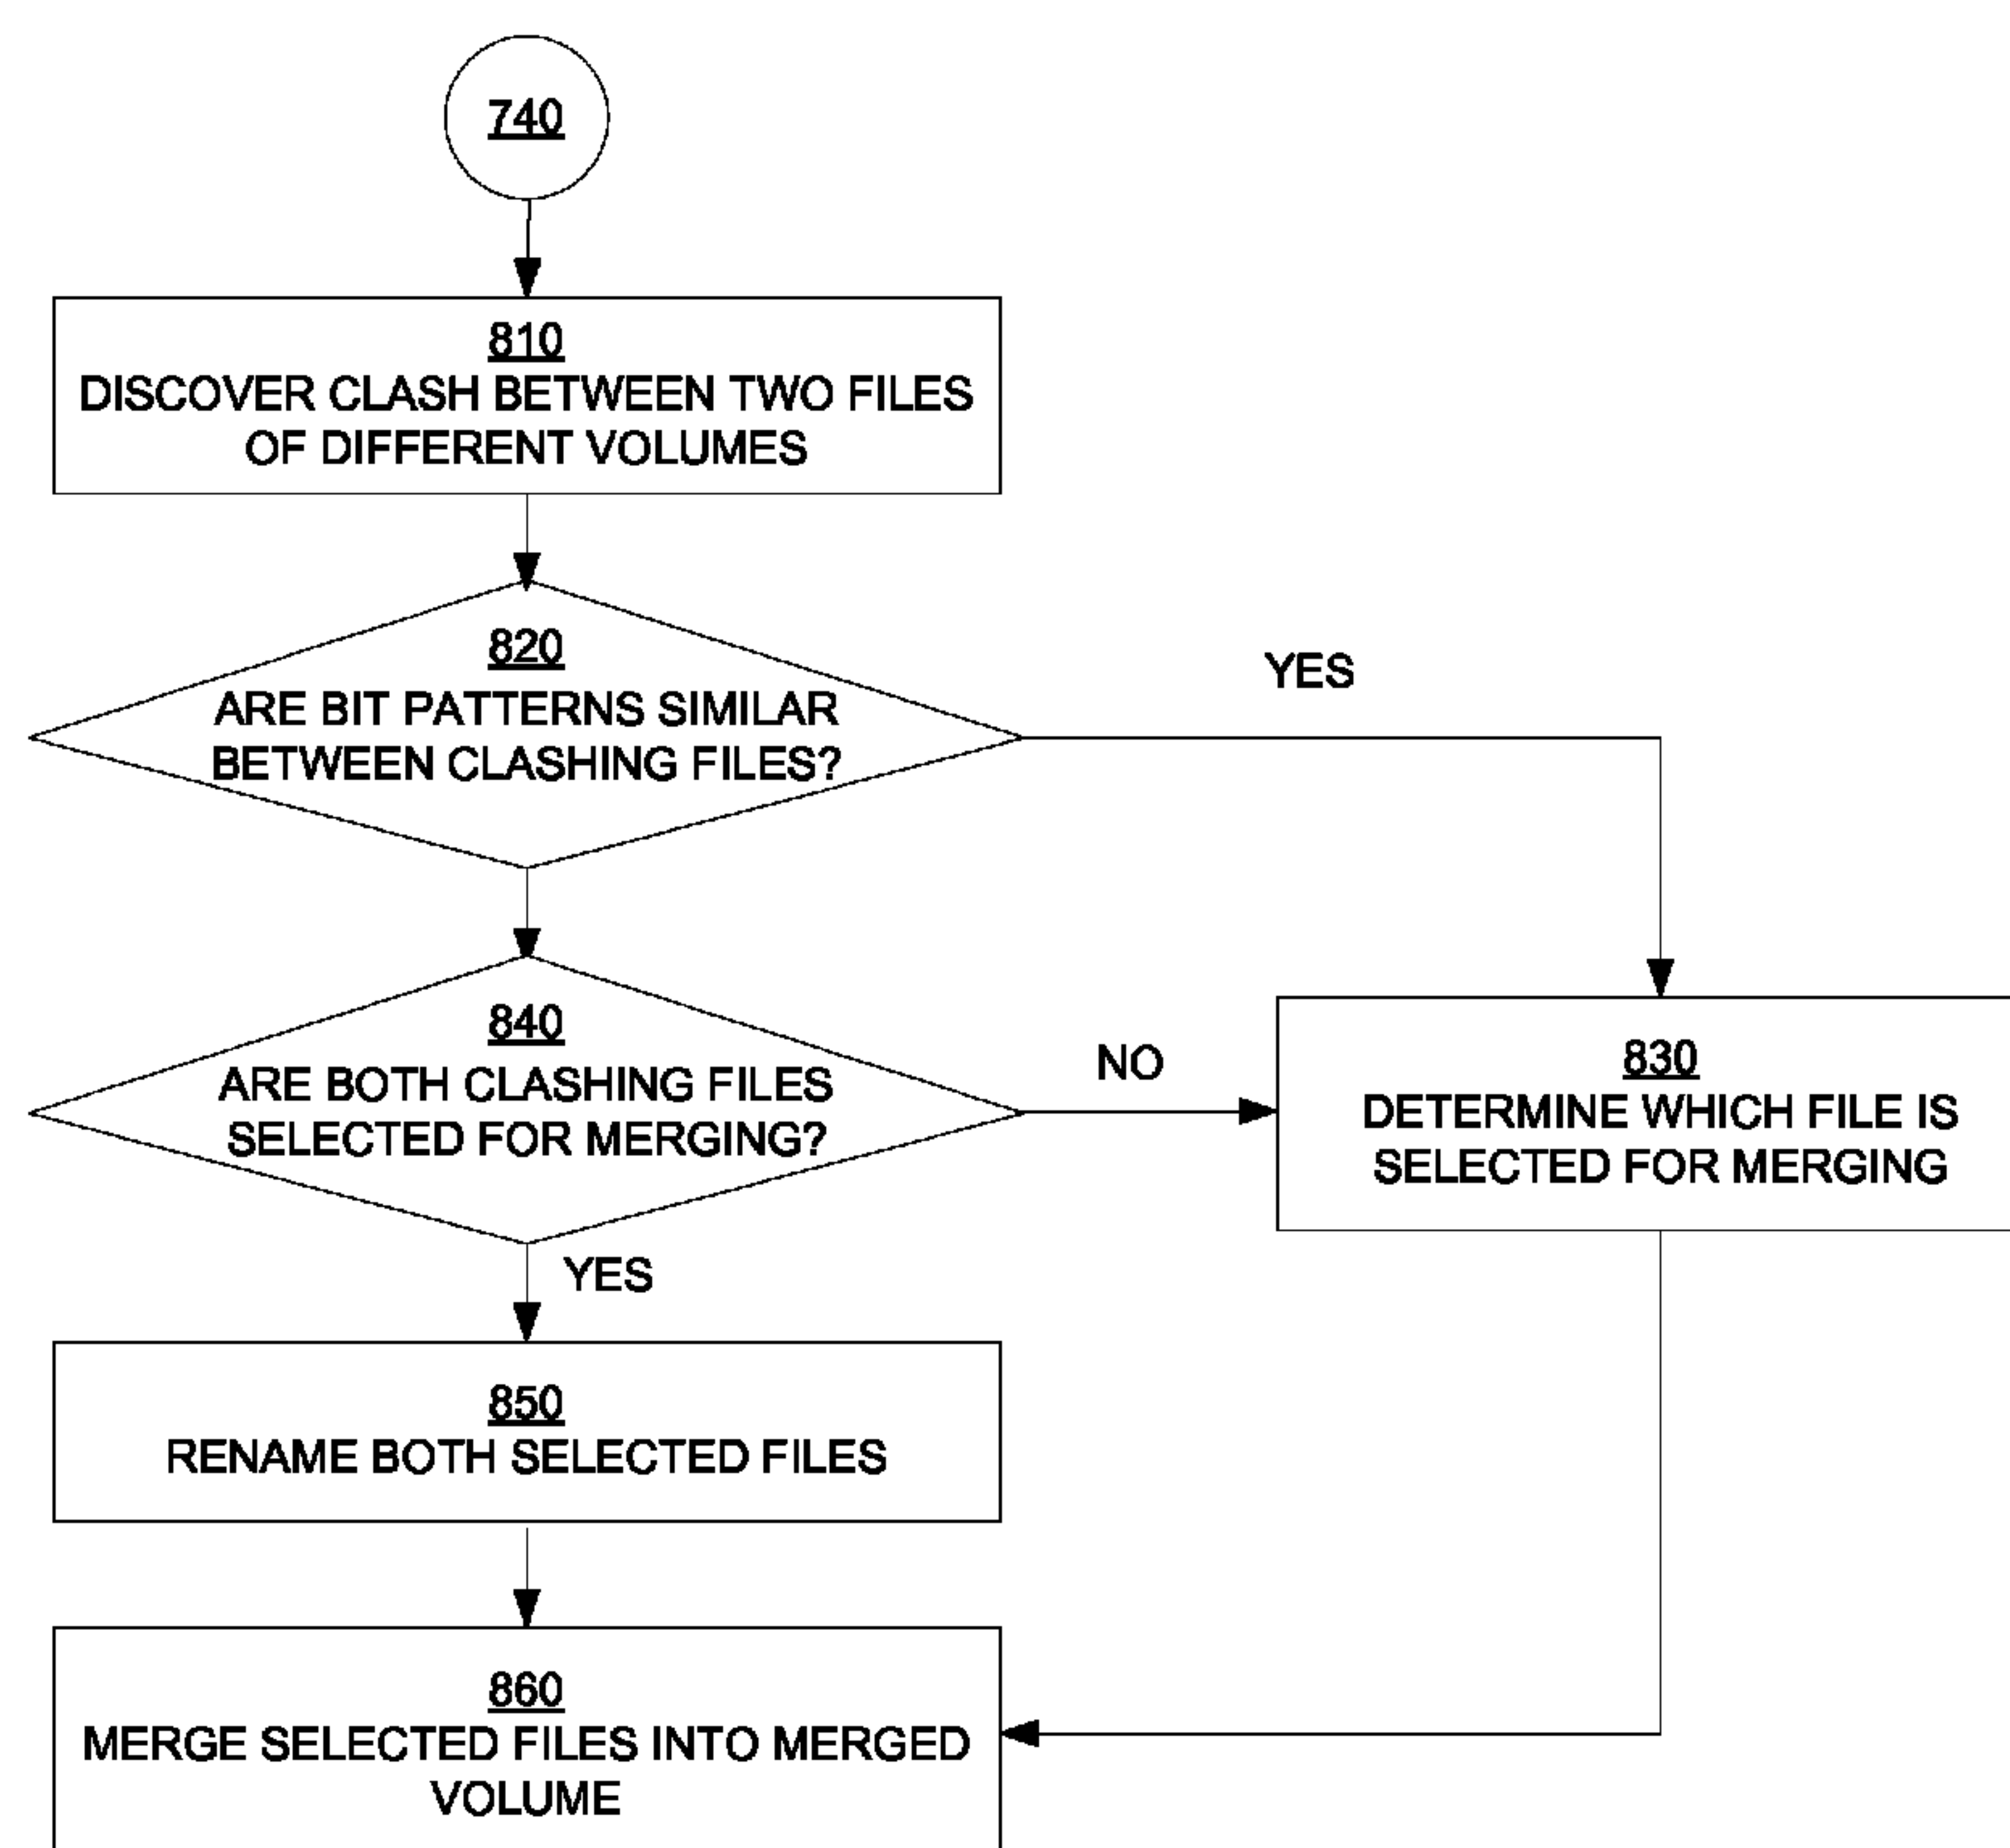 740
810
DISCOVER CLASH BETWEEN TWO FILES
OF DIFFERENT VOLUMES
820
ARE BIT PATTERNS SIMILAR
BETWEEN CLASHING FILES?
YES
840
ARE BOTH CLASHING FILES
SELECTED FOR MERGING?
NO
830
DETERMINE WHICH FILE IS
SELECTED FOR MERGING
YES
850
RENAME BOTH SELECTED FILES
860
MERGE SELECTED FILES INTO MERGED
VOLUME